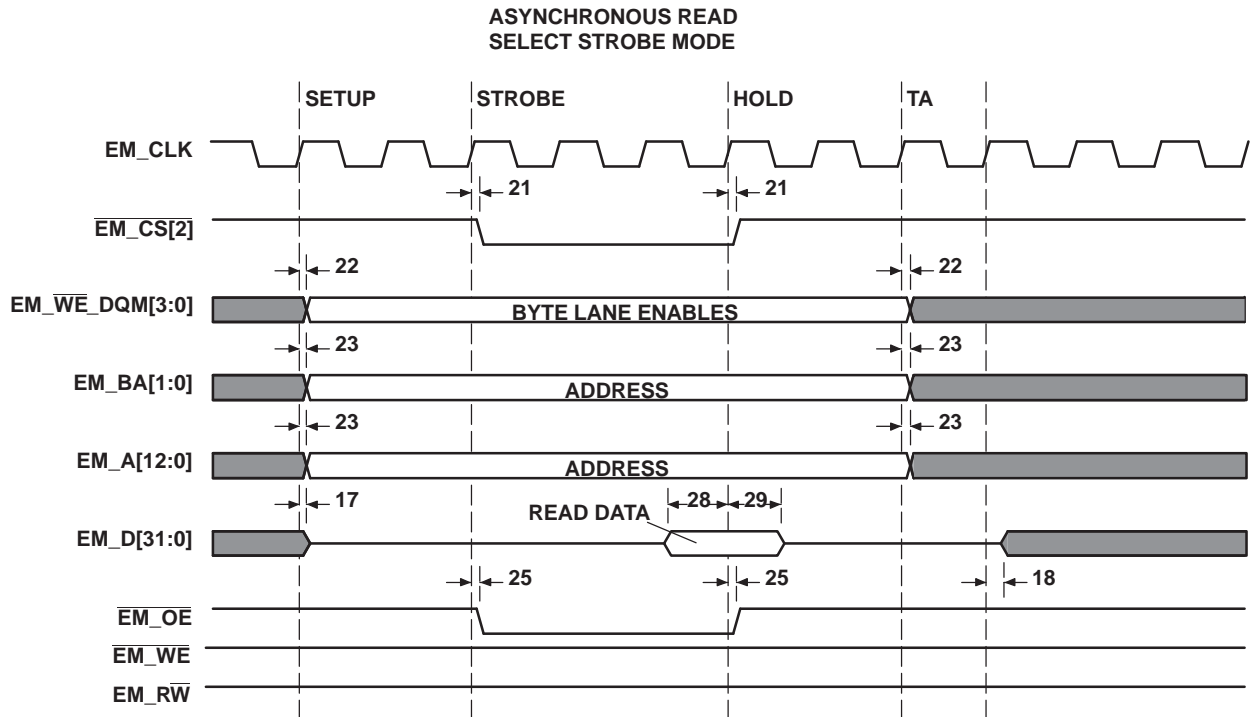 ASYNCHRONOUS READ
SELECT STROBE MODE
SETUP STROBE HOLD TA
EM_CLK
21 21
EM_CS[2]
22 22
EM_WE_DQM[3:0] BYTE LANE ENABLES
23 23
EM_BA[1:0] ADDRESS
23 23
EM_A[12:0] ADDRESS
17 28 29
READ DATA
EM_D[31:0]
25 25 18
EM_OE
EM_WE
EM_RW